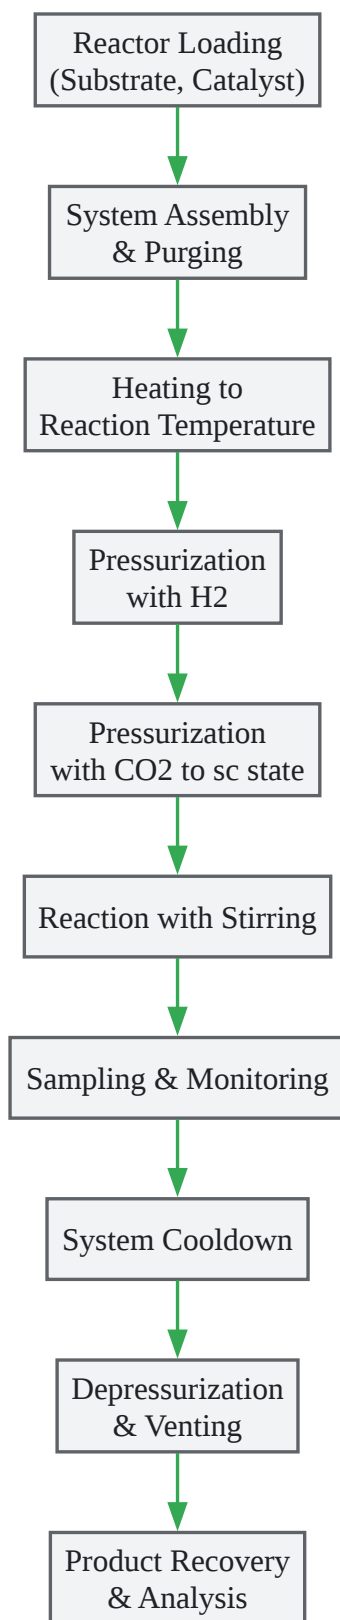 Reactor Loading
(Substrate, Catalyst)
System Assembly
& Purging
Heating to
Reaction Temperature
Pressurization
with H2
Pressurization
with CO2 to sc state
Reaction with Stirring
Sampling & Monitoring
System Cooldown
Depressurization
& Venting
Product Recovery
& Analysis